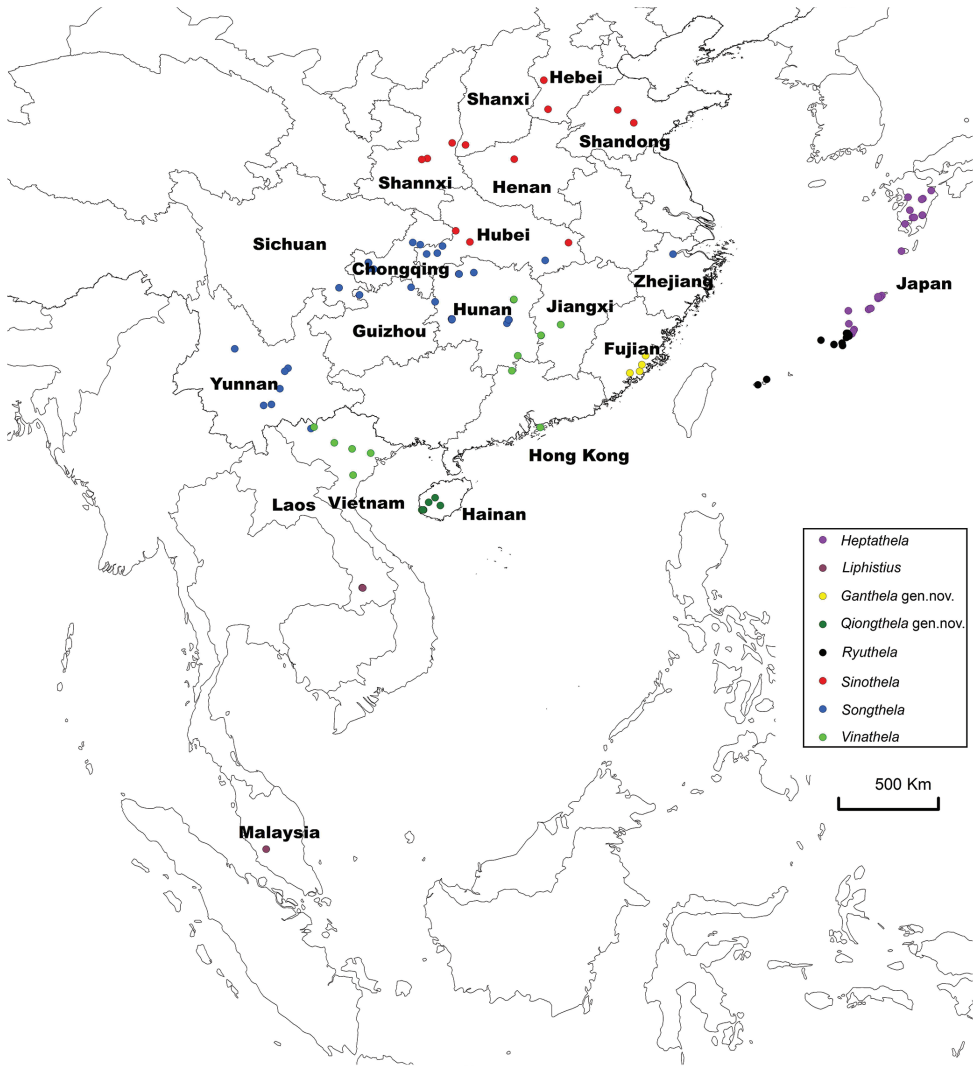 Hebei
Shanxi
Shandong
Shannxi
Henan
Hubei
Sichuan
Chongqing
Zhejiang
Japan
Hunan
Jiangxi
Guizhou
Fujian
Yunnan
Hong Kong
Laos
Vietnam
Hainan
Heptathela
Liphistius
Ganthela gen.nov.
Qiongthela gen.nov.
Ryuthela
Sinothela
Songthela
Vinathela
500 Km
Malaysia